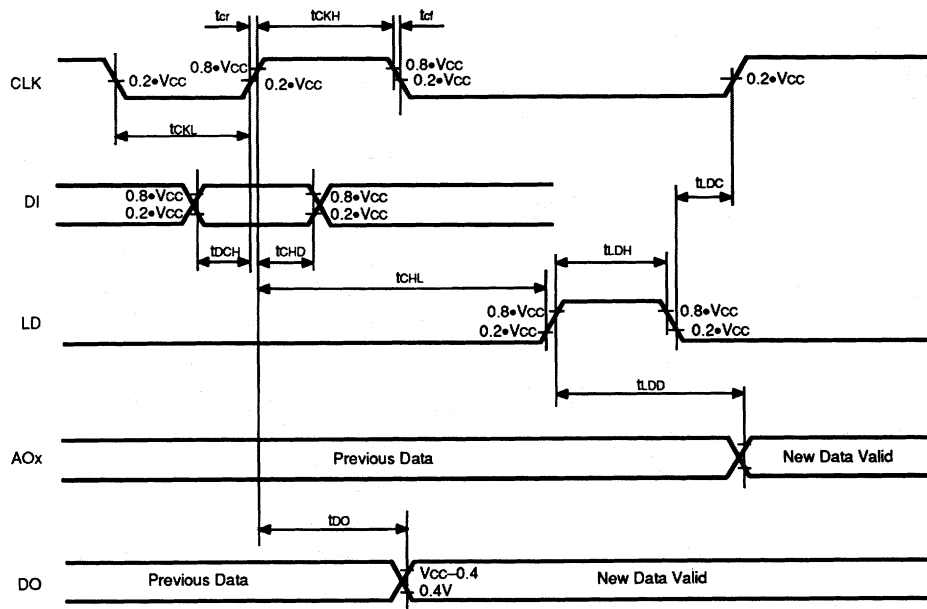 tcr
tCKH
tcf
CLK
0.2•VCC
0.8•VCC
0.2•VCC
0.8•VCC
0.2•VCC
0.2•VCC
tCKL
DI
0.8•VCC
0.2•VCC
0.8•VCC
0.2•VCC
tLDC
tDCH
tCHD
tCHL
tLDH
LD
0.8•VCC
0.2•VCC
0.8•VCC
0.2•VCC
tLDD
AOx
Previous Data
New Data Valid
tDO
DO
Previous Data
VCC–0.4
0.4V
New Data Valid